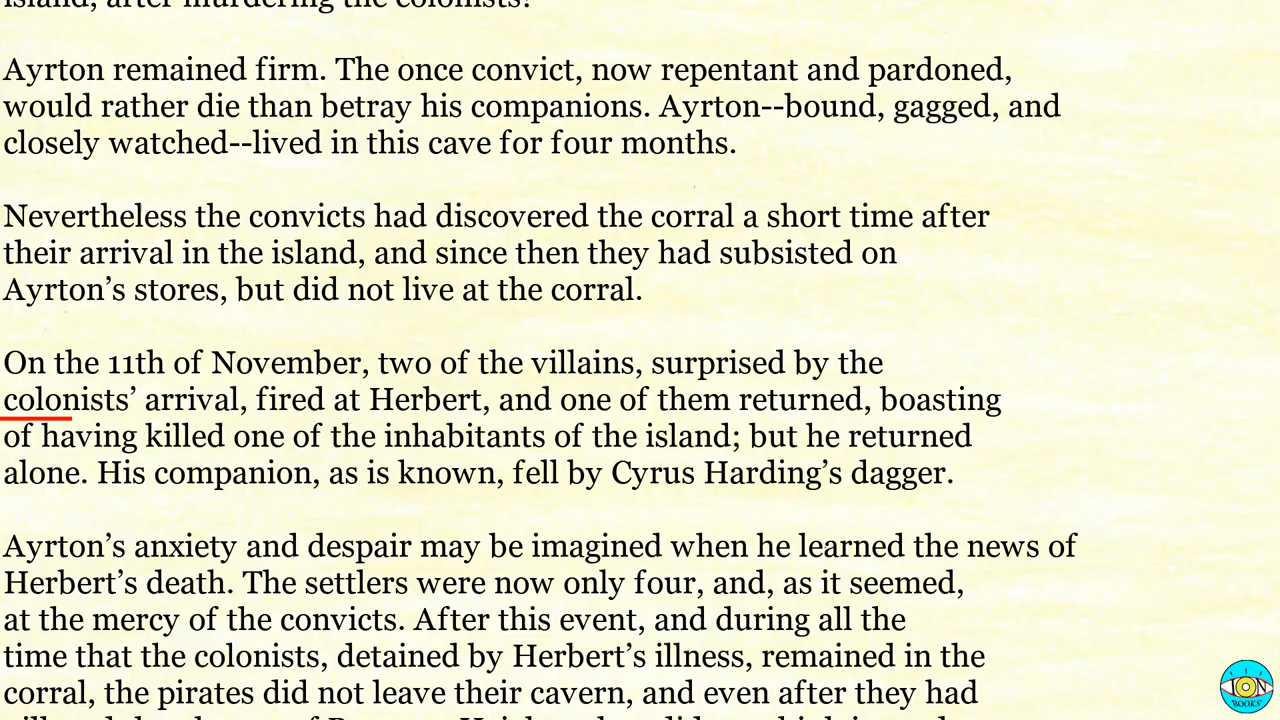 island, after murdering the colonists?
Ayrton remained firm. The once convict, now repentant and pardoned,
would rather die than betray his companions. Ayrton--bound, gagged, and
closely watched--lived in this cave for four months.
Nevertheless the convicts had discovered the corral a short time after
their arrival in the island, and since then they had subsisted on
Ayrton’s stores, but did not live at the corral.
On the 11th of November, two of the villains, surprised by the
colonists’ arrival, fired at Herbert, and one of them returned, boasting
of having killed one of the inhabitants of the island; but he returned
alone. His companion, as is known, fell by Cyrus Harding’s dagger.
Ayrton’s anxiety and despair may be imagined when he learned the news of
Herbert’s death. The settlers were now only four, and, as it seemed,
at the mercy of the convicts. After this event, and during all the
time that the colonists, detained by Herbert’s illness, remained in the
corral, the pirates did not leave their cavern, and even after they had
ION
BOOKS